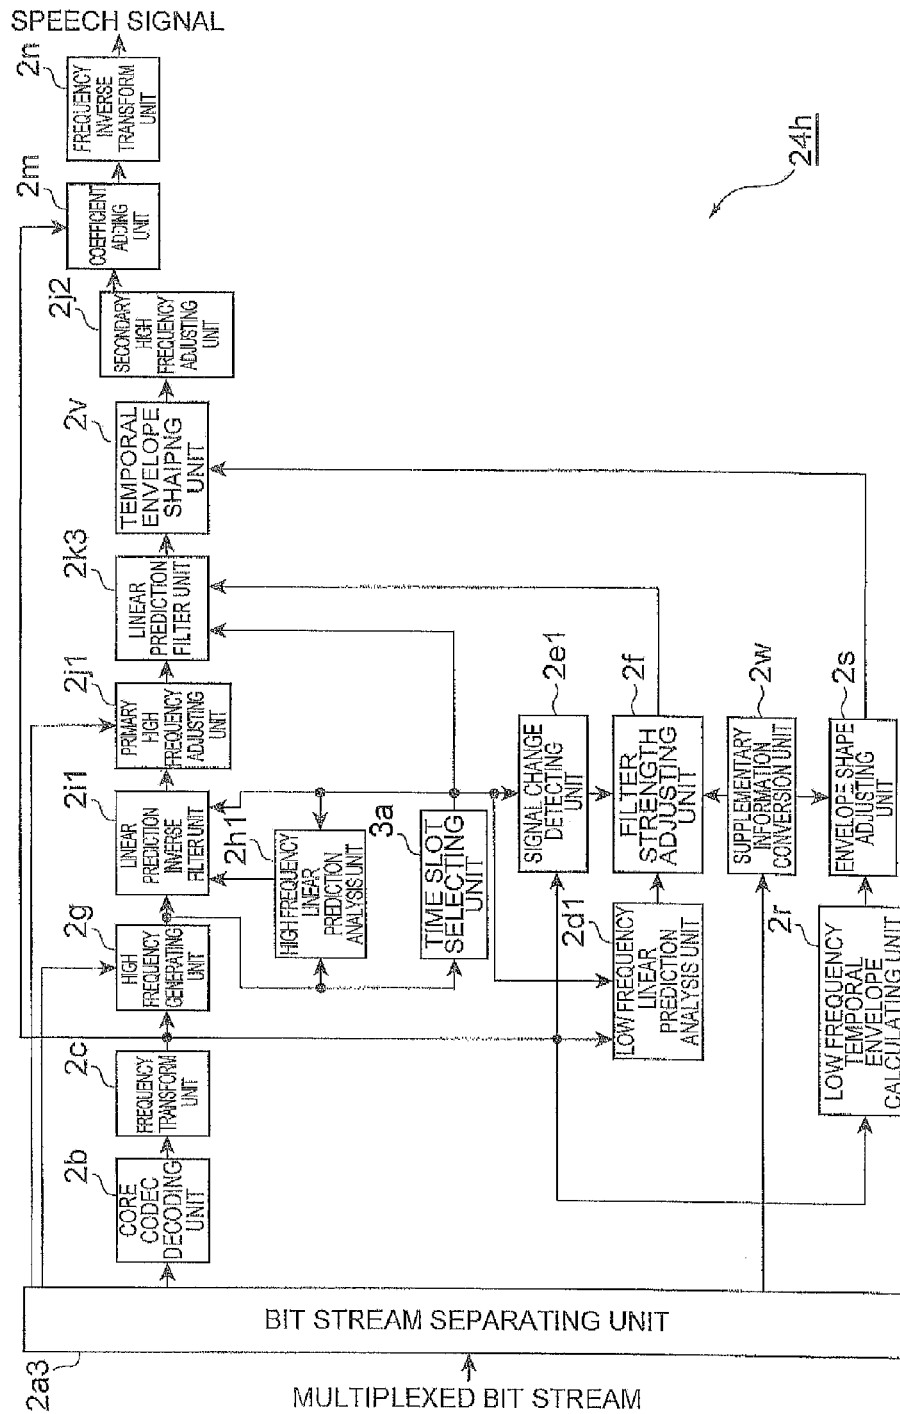 SPEECH SIGNAL
2n
FREQUENCY
INVERSE
TRANSFORM
UNIT
2m
COEFFICIENT
ADDING
UNIT
24h
2j2
SECONDARY
HIGH
FREQUENCY
ADJUSTING
UNIT
2v
TEMPORAL
ENVELOPE
SHAIPNG
UNIT
2k3
LINEAR
PREDICTION
FILTER UNIT
2j1
PRIMARY
HIGH
FREQUENCY
ADJUSTING
UNIT
2i1
LINEAR
PREDICTION
INVERSE
FILTER UNIT
2h1
HIGH FREQUENCY
LINEAR
PREDICTION
ANALYSIS UNIT
3a
TIME SLOT
SELECTING
UNIT
2e1
SIGNAL CHANGE
DETECTING
UNIT
2f
FILTER
STRENGTH
ADJUSTING
UNIT
2w
SUPPLEMENTARY
INFORMATION
CONVERSION UNIT
2s
ENVELOPE SHAPE
ADJUSTING
UNIT
2g
HIGH
FREQUENCY
GENERATING
UNIT
2d1
LOW FREQUENCY
LINEAR
PREDICTION
ANALYSIS UNIT
2r
LOW FREQUENCY
TEMPORAL
ENVELOPE
CALCULATING UNIT
2c
FREQUENCY
TRANSFORM
UNIT
2b
CORE
CODEC
DECODING
UNIT
BIT STREAM SEPARATING UNIT
2a3
MULTIPLEXED BIT STREAM